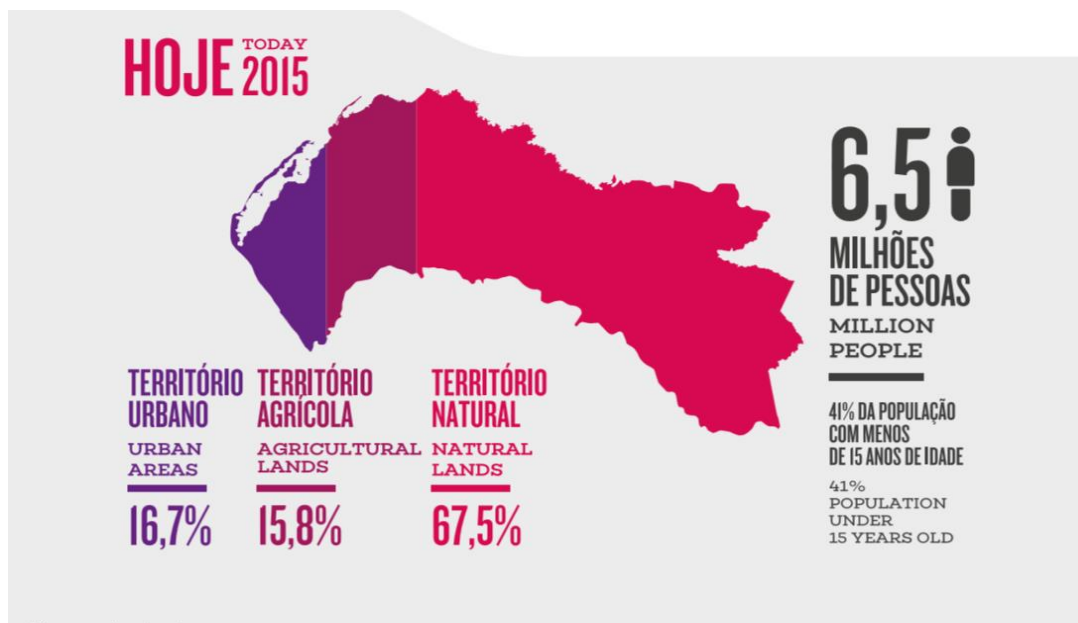 HOJE TODAY
2015
6,5
MILHÕES
DE PESSOAS
MILLION
PEOPLE
41% DA POPULAÇÃO
COM MENOS
DE 15 ANOS DE IDADE
41%
POPULATION
UNDER
15 YEARS OLD
TERRITÓRIO
URBANO
URBAN
AREAS
16,7%
TERRITÓRIO
AGRÍCOLA
AGRICULTURAL
LANDS
15,8%
TERRITÓRIO
NATURAL
NATURAL
LANDS
67,5%